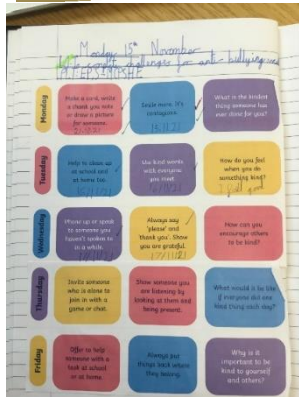 Monday 15th November
to complete challenges for anti-bullying week
Monday
Make a card, write
a thank you note
or draw a picture
for someone.
Smile more. It's
contagious.
What is the kindest
thing someone has
ever done for you?
Tuesday
Help to clean up
at school and
at home too.
Use kind words
with everyone
you meet.
How do you feel
when you do
something kind?
I feel good
Wednesday
Phone up or speak
to someone you
haven't spoken to
in a while.
Always say
'please' and
'thank you'. Show
you are grateful.
How can you
encourage others
to be kind?
Thursday
Invite someone
who is alone to
join in with a
game or chat.
Show someone you
are listening by
looking at them and
being present.
What would it be like
if everyone did one
kind thing each day?
Friday
Offer to help
someone with a
task at school
or at home.
Always put
things back where
they belong.
Why is it
important to be
kind to yourself
and others?